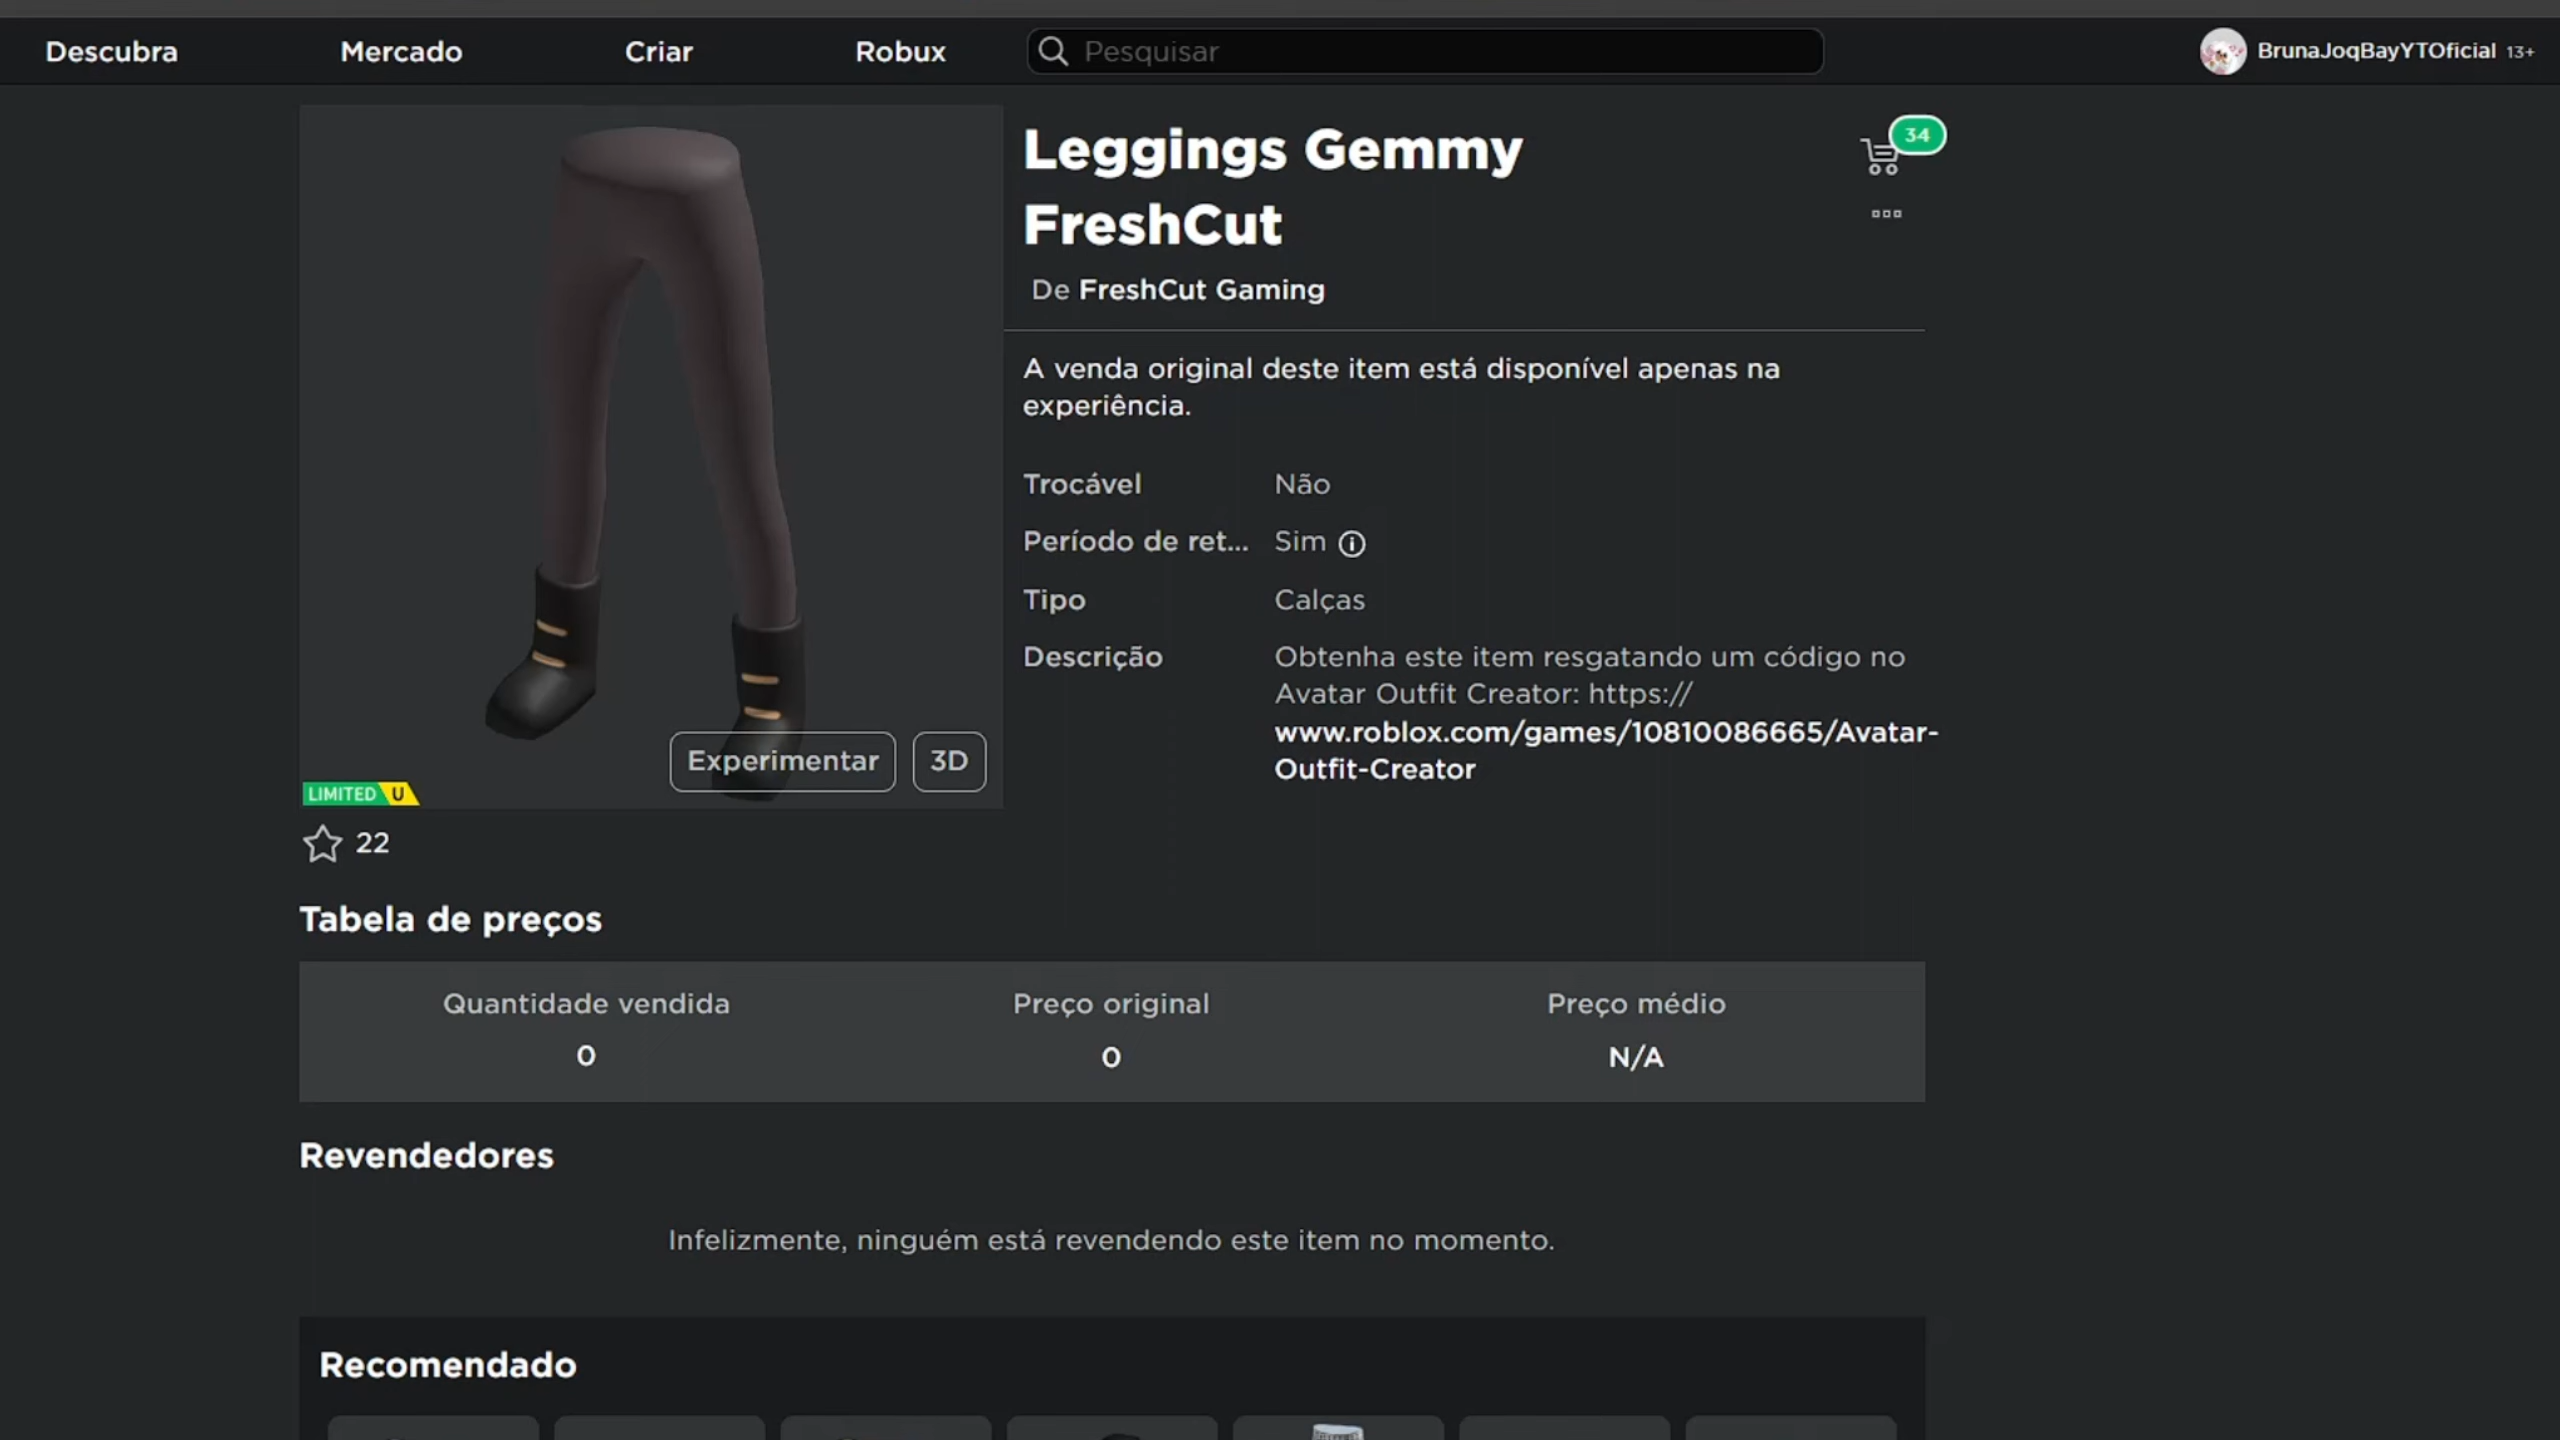 Descubra
Mercado
Criar
Robux
Pesquisar
BrunaJoqBayYTOficial 13+
34
Leggings Gemmy
FreshCut
De FreshCut Gaming
A venda original deste item está disponível apenas na
experiência.
Trocável Não
Período de ret... Sim
Tipo Calças
Descrição Obtenha este item resgatando um código no
Avatar Outfit Creator: https://
www.roblox.com/games/10810086665/Avatar-
Outfit-Creator
Experimentar
3D
LIMITED U
22
Tabela de preços
Quantidade vendida Preço original Preço médio
0 0 N/A
Revendedores
Infelizmente, ninguém está revendendo este item no momento.
Recomendado